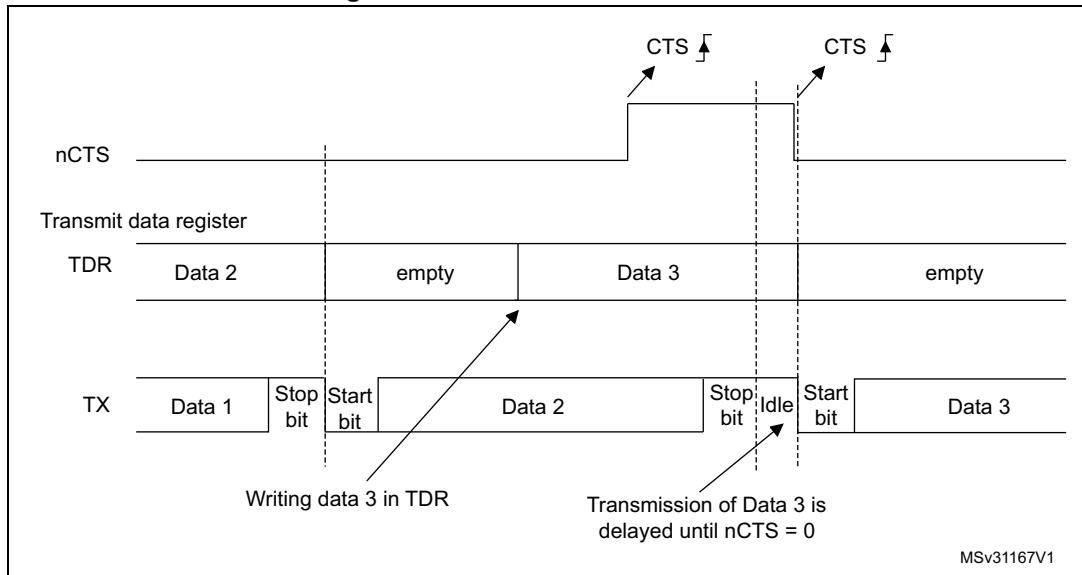 CTS CTS
nCTS
Transmit data register
TDR Data 2 empty Data 3 empty
TX Data 1 Stop bit Start bit Data 2 Stop bit Idle Start bit Data 3
Writing data 3 in TDR
Transmission of Data 3 is
delayed until nCTS = 0
MSv31167V1